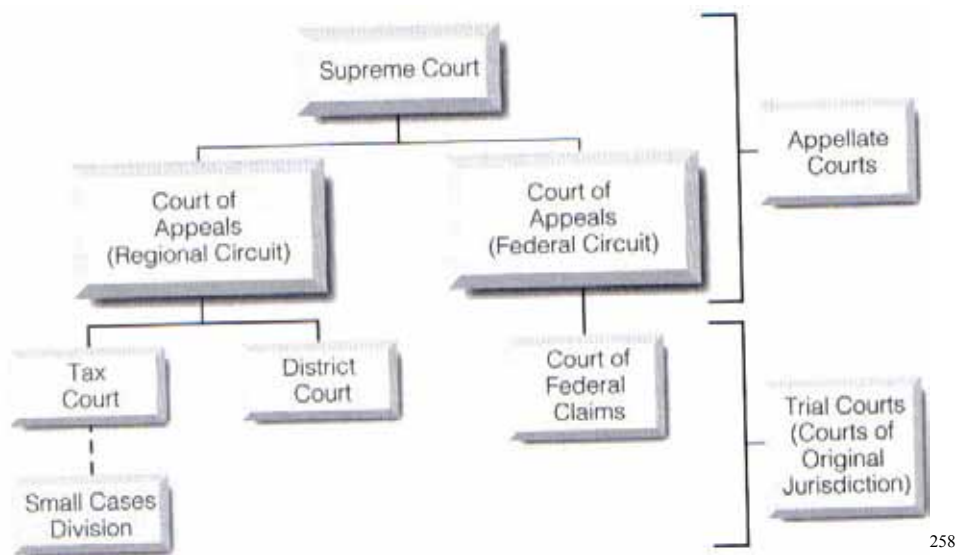 Supreme Court
Court of
Appeals
(Regional Circuit)
Court of
Appeals
(Federal Circuit)
Appellate
Courts
Tax
Court
District
Court
Court of
Federal
Claims
Trial Courts
(Courts of
Original
Jurisdiction)
Small Cases
Division
258